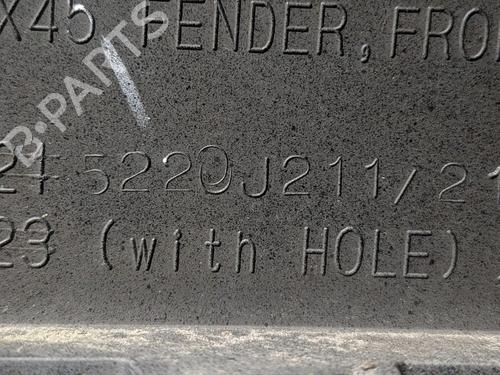 X45 FENDER, FRO
24 5220J211/21
23 (with HOLE)
B-PARTS